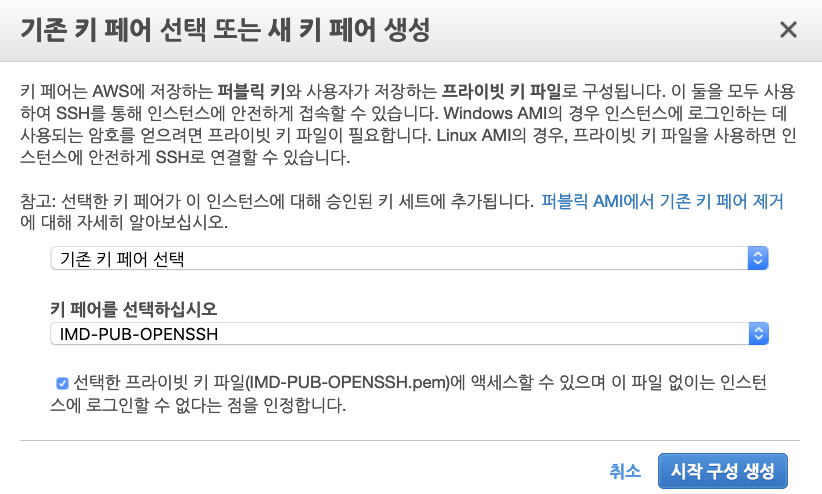 기존 키 페어 선택 또는 새 키 페어 생성
키 페어는 AWS에 저장하는 퍼블릭 키와 사용자가 저장하는 프라이빗 키 파일로 구성됩니다. 이 둘을 모두 사용
하여 SSH를 통해 인스턴스에 안전하게 접속할 수 있습니다. Windows AMI의 경우 인스턴스에 로그인하는 데
사용되는 암호를 얻으려면 프라이빗 키 파일이 필요합니다. Linux AMI의 경우, 프라이빗 키 파일을 사용하면 인
스턴스에 안전하게 SSH로 연결할 수 있습니다.
참고: 선택한 키 페어가 이 인스턴스에 대해 승인된 키 세트에 추가됩니다. 퍼블릭 AMI에서 기존 키 페어 제거
에 대해 자세히 알아보십시오.
기존 키 페어 선택
키 페어를 선택하십시오
IMD-PUB-OPENSSH
선택한 프라이빗 키 파일(IMD-PUB-OPENSSH.pem)에 액세스할 수 있으며 이 파일 없이는 인스턴
스에 로그인할 수 없다는 점을 인정합니다.
취소 시작 구성 생성